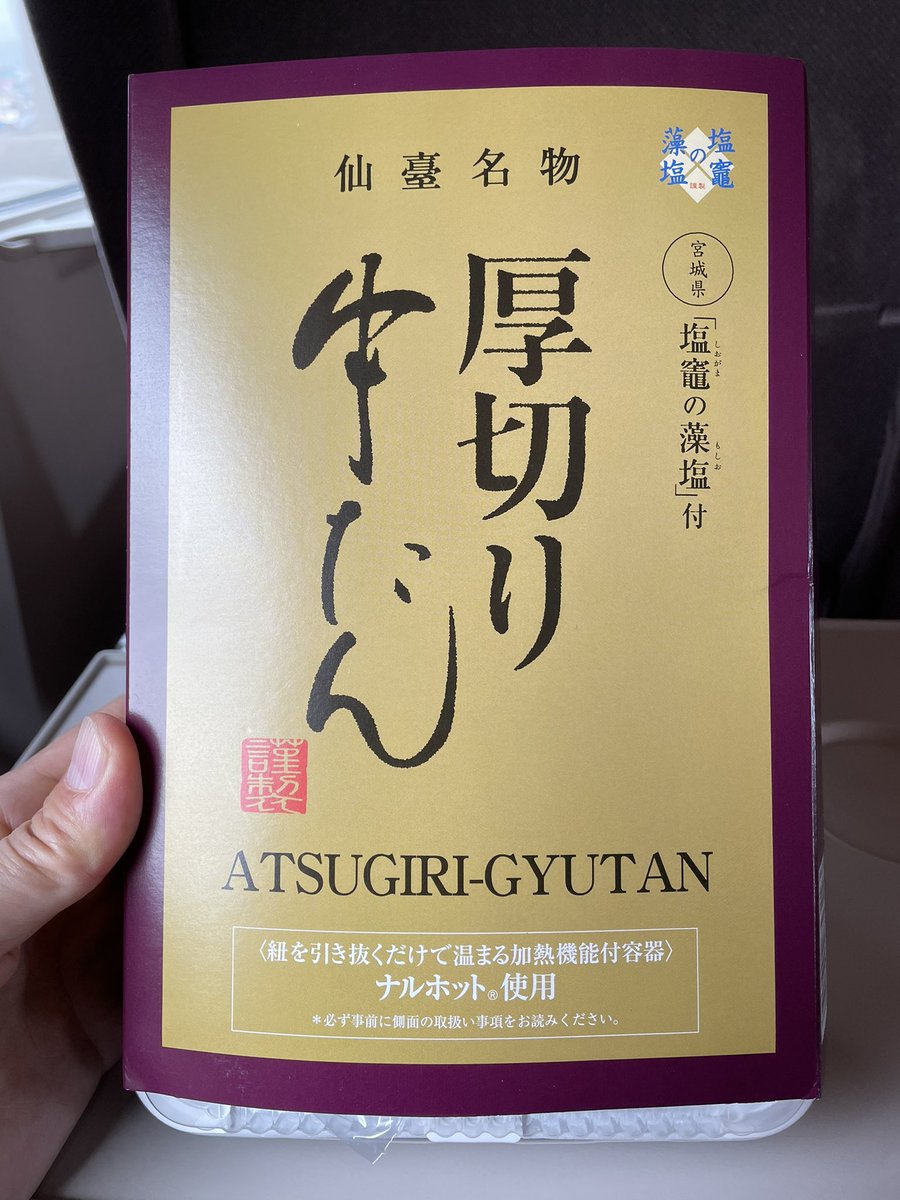 仙臺名物
塩竈の
藻塩
謹製
宮城県
「塩竈の藻塩」付
しおがま
もしお
厚切り
牛たん
謹製
ATSUGIRI-GYUTAN
〈紐を引き抜くだけで温まる加熱機能付容器〉
ナルホット®使用
＊必ず事前に側面の取扱い事項をお読みください。